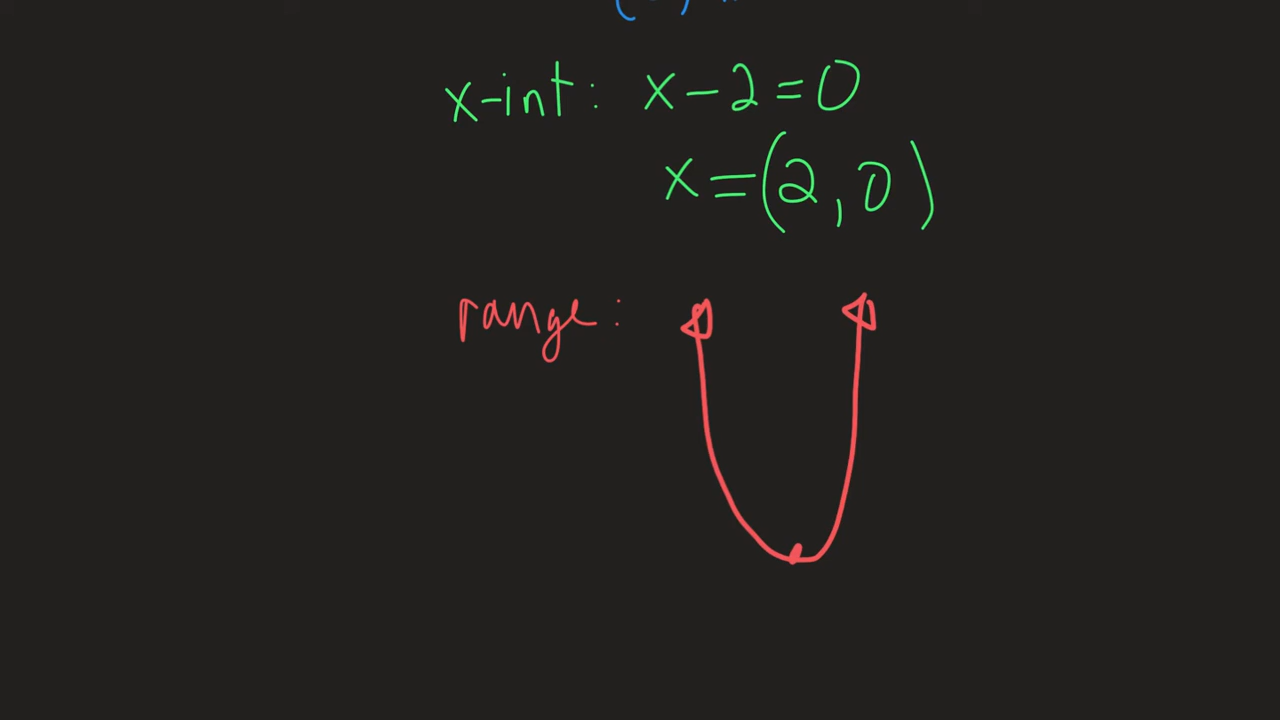 x-int: x-2=0
x=(2,0)
range: